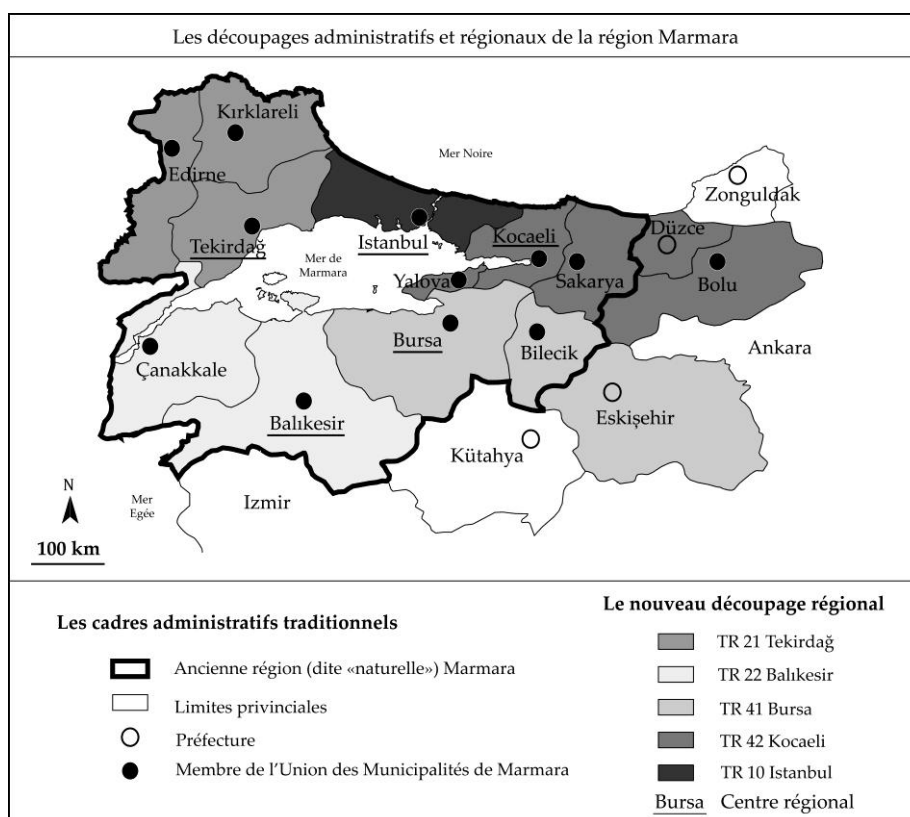 Les découpages administratifs et régionaux de la région Marmara
Kırklareli
Mer Noire
Edirne
Zonguldak
Tekirdağ
Istanbul
Kocaeli
Düzce
Mer de
Marmara
Yalova
Sakarya
Bolu
Bursa
Bilecik
Ankara
Çanakkale
Balıkesir
Eskişehir
Kütahya
N
Mer
Egée
Izmir
100 km
Les cadres administratifs traditionnels
Ancienne région (dite «naturelle») Marmara
Limites privinciales
Préfecture
Membre de l'Union des Municipalités de Marmara
Le nouveau découpage régional
TR 21 Tekirdağ
TR 22 Balıkesir
TR 41 Bursa
TR 42 Kocaeli
TR 10 Istanbul
Bursa Centre régional